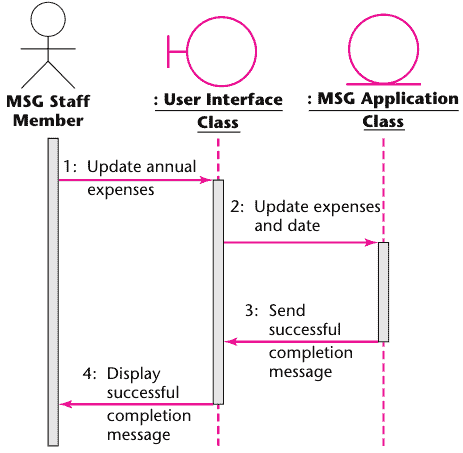 MSG Staff
Member
: User Interface
Class
: MSG Application
Class
1: Update annual
expenses
2: Update expenses
and date
3: Send
successful
completion
message
4: Display
successful
completion
message